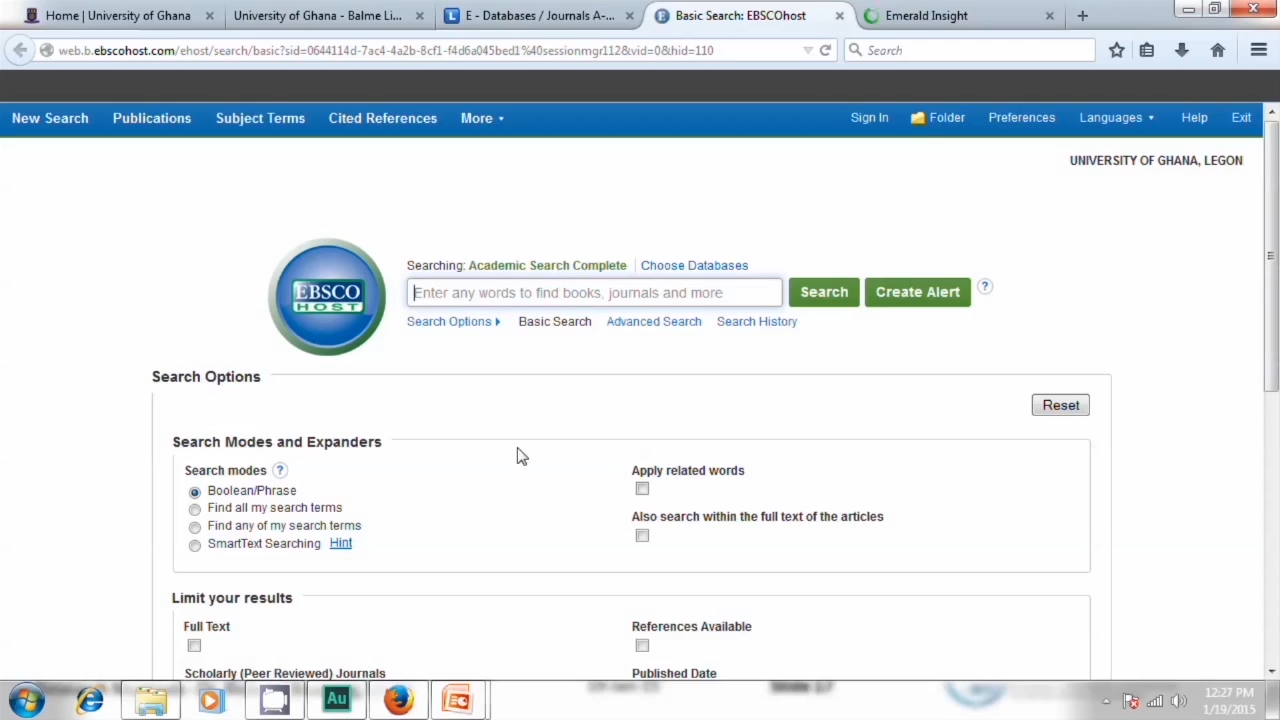 Home | University of Ghana
University of Ghana - Balme Li...
E - Databases / Journals A-...
Basic Search: EBSCOhost
Emerald Insight
web.b.ebscohost.com/ehost/search/basic?sid=0644114d-7ac4-4a2b-8cf1-f4d6a045bed1%40sessionmgr112&vid=0&hid=110
Search
New Search Publications Subject Terms Cited References More
Sign In Folder Preferences Languages Help Exit
UNIVERSITY OF GHANA, LEGON
EBSCO
HOST
Searching: Academic Search Complete Choose Databases
Enter any words to find books, journals and more
Search Create Alert ?
Search Options Basic Search Advanced Search Search History
Search Options
Reset
Search Modes and Expanders
Search modes ?
Boolean/Phrase
Find all my search terms
Find any of my search terms
SmartText Searching Hint
Apply related words
Also search within the full text of the articles
Limit your results
Full Text
References Available
Scholarly (Peer Reviewed) Journals
Published Date
Au
Slide 17
12:27 PM
1/19/2015